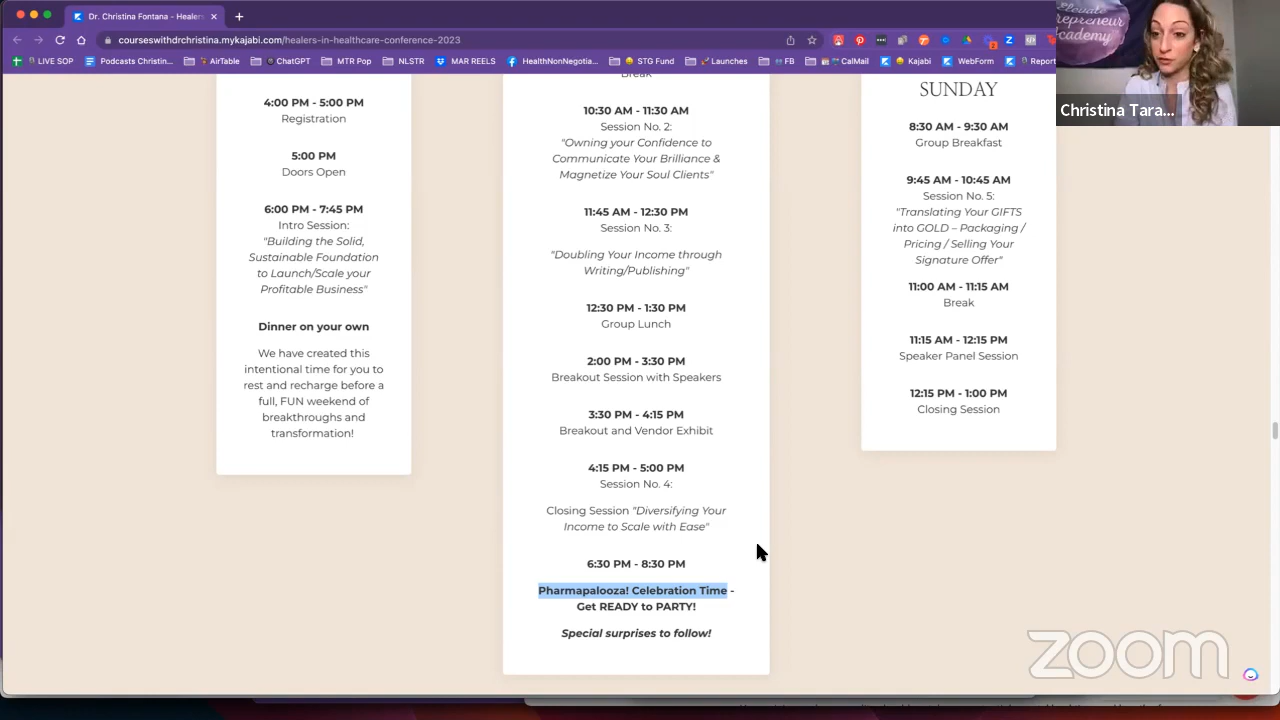 Dr. Christina Fontana - Healers
courseswithdrchristina.mykajabi.com/healers-in-healthcare-conference-2023
LIVE SOP
Podcasts Christin...
AirTable
ChatGPT
MTR Pop
NLSTR
MAR REELS
HealthNonNegotia...
STG Fund
Launches
FB
CalMail
Kajabi
WebForm
Report
Elevate
epreneur
Academy
Christina Tara...
4:00 PM - 5:00 PM
Registration
5:00 PM
Doors Open
6:00 PM - 7:45 PM
Intro Session:
"Building the Solid,
Sustainable Foundation
to Launch/Scale your
Profitable Business"
Dinner on your own
We have created this
intentional time for you to
rest and recharge before a
full, FUN weekend of
breakthroughs and
transformation!
Break
10:30 AM - 11:30 AM
Session No. 2:
"Owning your Confidence to
Communicate Your Brilliance &
Magnetize Your Soul Clients"
11:45 AM - 12:30 PM
Session No. 3:
"Doubling Your Income through
Writing/Publishing"
12:30 PM - 1:30 PM
Group Lunch
2:00 PM - 3:30 PM
Breakout Session with Speakers
3:30 PM - 4:15 PM
Breakout and Vendor Exhibit
4:15 PM - 5:00 PM
Session No. 4:
Closing Session "Diversifying Your
Income to Scale with Ease"
6:30 PM - 8:30 PM
Pharmapalooza! Celebration Time -
Get READY to PARTY!
Special surprises to follow!
SUNDAY
8:30 AM - 9:30 AM
Group Breakfast
9:45 AM - 10:45 AM
Session No. 5:
"Translating Your GIFTS
into GOLD – Packaging /
Pricing / Selling Your
Signature Offer"
11:00 AM - 11:15 AM
Break
11:15 AM - 12:15 PM
Speaker Panel Session
12:15 PM - 1:00 PM
Closing Session
zoom